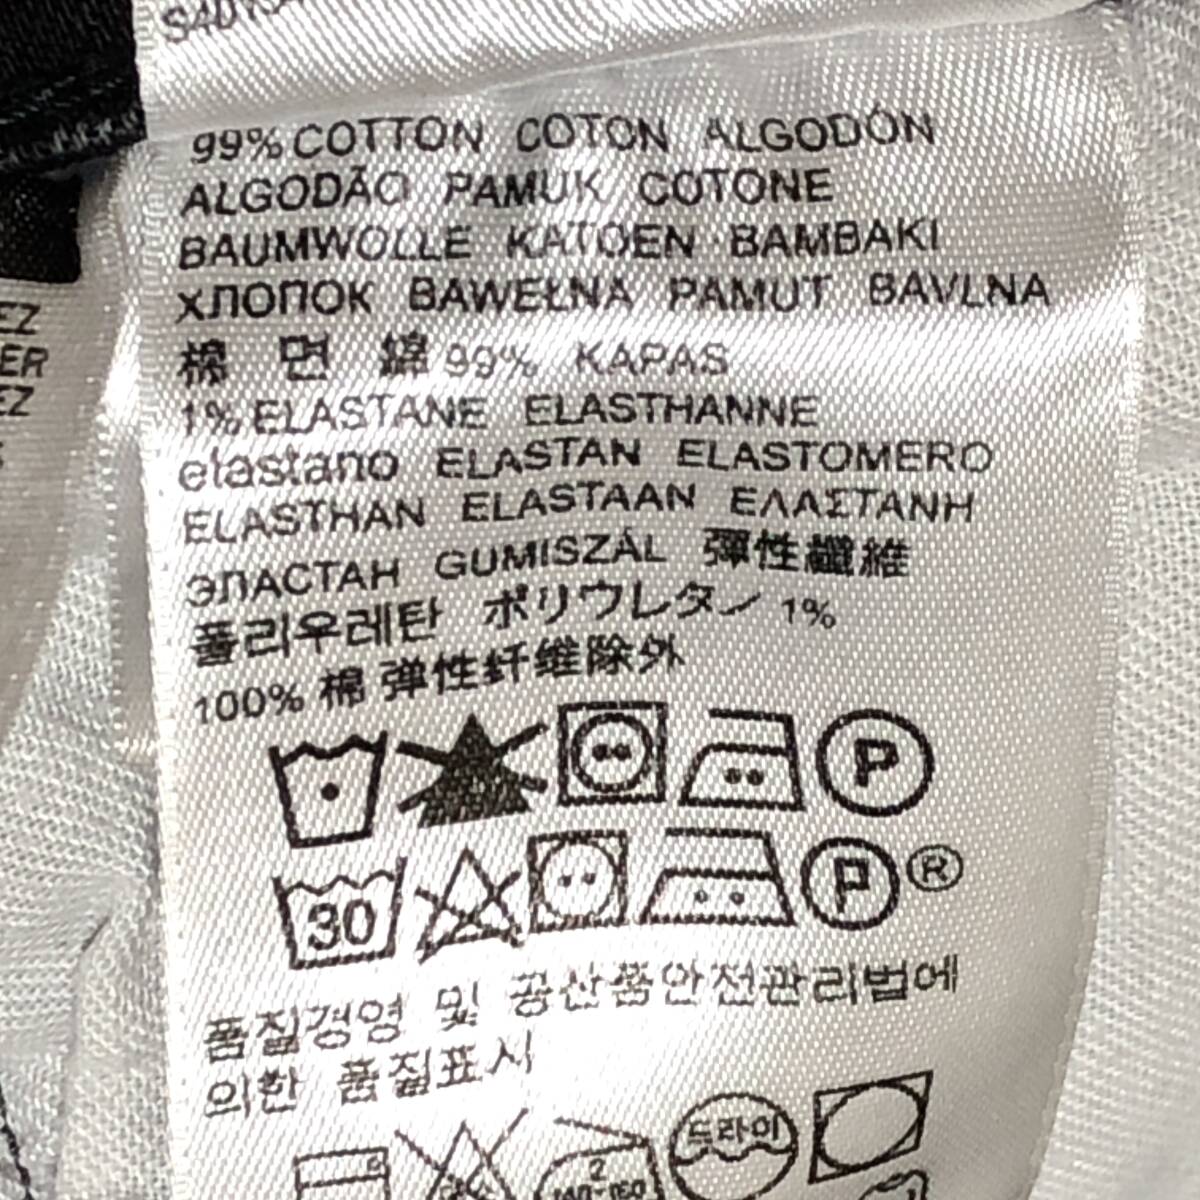 99% COTTON COTON ALGODÓN
ALGODÃO PAMUK COTONE
BAUMWOLLE KATOEN BAMBAKI
ХЛОПОК BAWEŁNA PAMUT BAVLNA
棉 면 綿 99% KAPAS
1% ELASTANE ELASTHANNE
elastano ELASTAN ELASTOMERO
ELASTHAN ELASTAAN ΕΛΑΣΤΑΝΗ
ЭЛАСТАН GUMISZÁL 彈性纖維
폴리우레탄 ポリウレタン 1%
100% 棉 弹性纤维除外
P
30 P ®
품질경영 및 공산품안전관리법에
의한 품질표시
드라이
2
EZ
ER
EZ